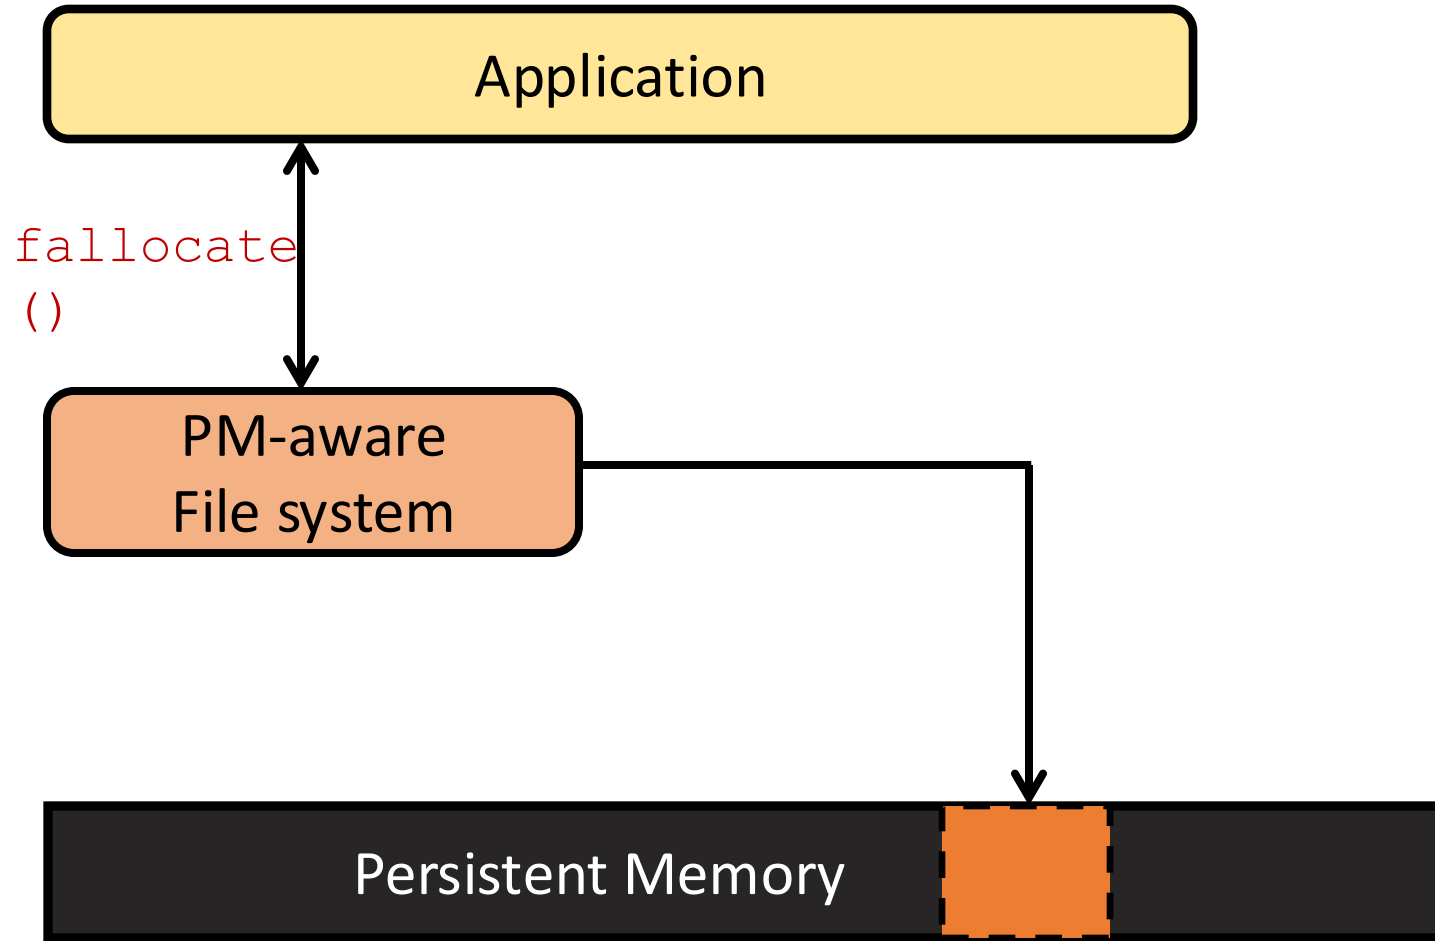 Application
fallocate
()
PM-aware
File system
Persistent Memory